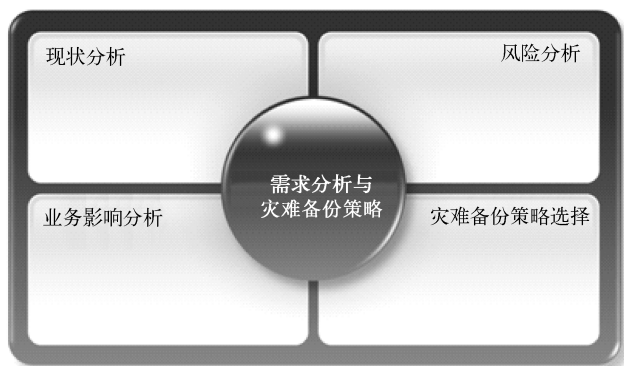 现状分析
风险分析
需求分析与
灾难备份策略
业务影响分析
灾难备份策略选择